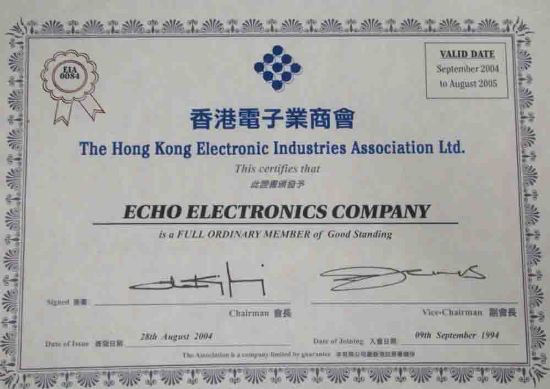 EIA
0084
VALID DATE
September 2004
to August 2005
香港電子業商會
The Hong Kong Electronic Industries Association Ltd.
This certifies that
此證書頒發予
ECHO ELECTRONICS COMPANY
is a FULL ORDINARY MEMBER of Good Standing
Signed 簽署:
Chairman 會長
Vice-Chairman 副會長
Date of Issue 簽發日期 28th August 2004
Date of Joining 入會日期 09th September 1994
The Association is a company limited by guarantee